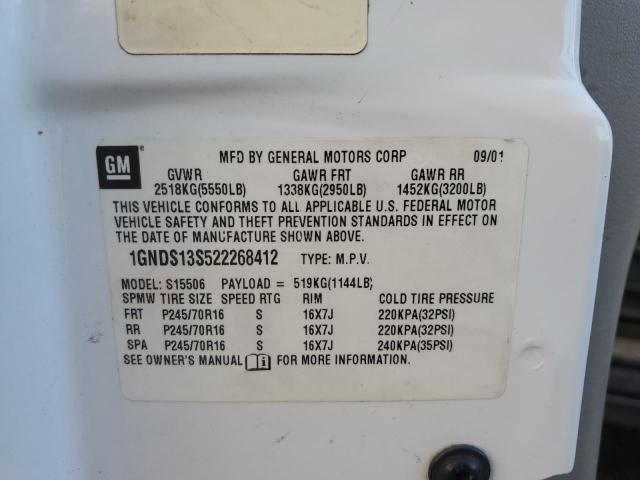 GM
MFD BY GENERAL MOTORS CORP 09/01
GVWR GAWR FRT GAWR RR
2518KG(5550LB) 1338KG(2950LB) 1452KG(3200LB)
THIS VEHICLE CONFORMS TO ALL APPLICABLE U.S. FEDERAL MOTOR
VEHICLE SAFETY AND THEFT PREVENTION STANDARDS IN EFFECT ON
THE DATE OF MANUFACTURE SHOWN ABOVE.
1GNDS13S522268412 TYPE: M.P.V.
MODEL: S15506 PAYLOAD = 519KG(1144LB)
SPMW TIRE SIZE SPEED RTG RIM COLD TIRE PRESSURE
FRT P245/70R16 S 16X7J 220KPA(32PSI)
RR P245/70R16 S 16X7J 220KPA(32PSI)
SPA P245/70R16 S 16X7J 240KPA(35PSI)
SEE OWNER'S MANUAL i FOR MORE INFORMATION.